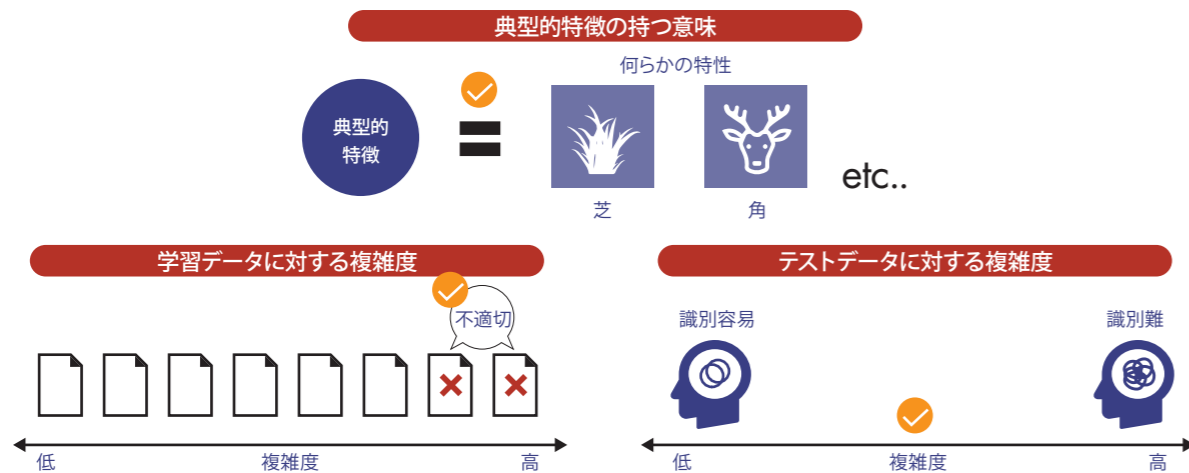 典型的特徴の持つ意味
何らかの特性
典型的
特徴
芝
角
etc..
学習データに対する複雑度
不適切
低
複雑度
高
テストデータに対する複雑度
識別容易
識別難
低
複雑度
高